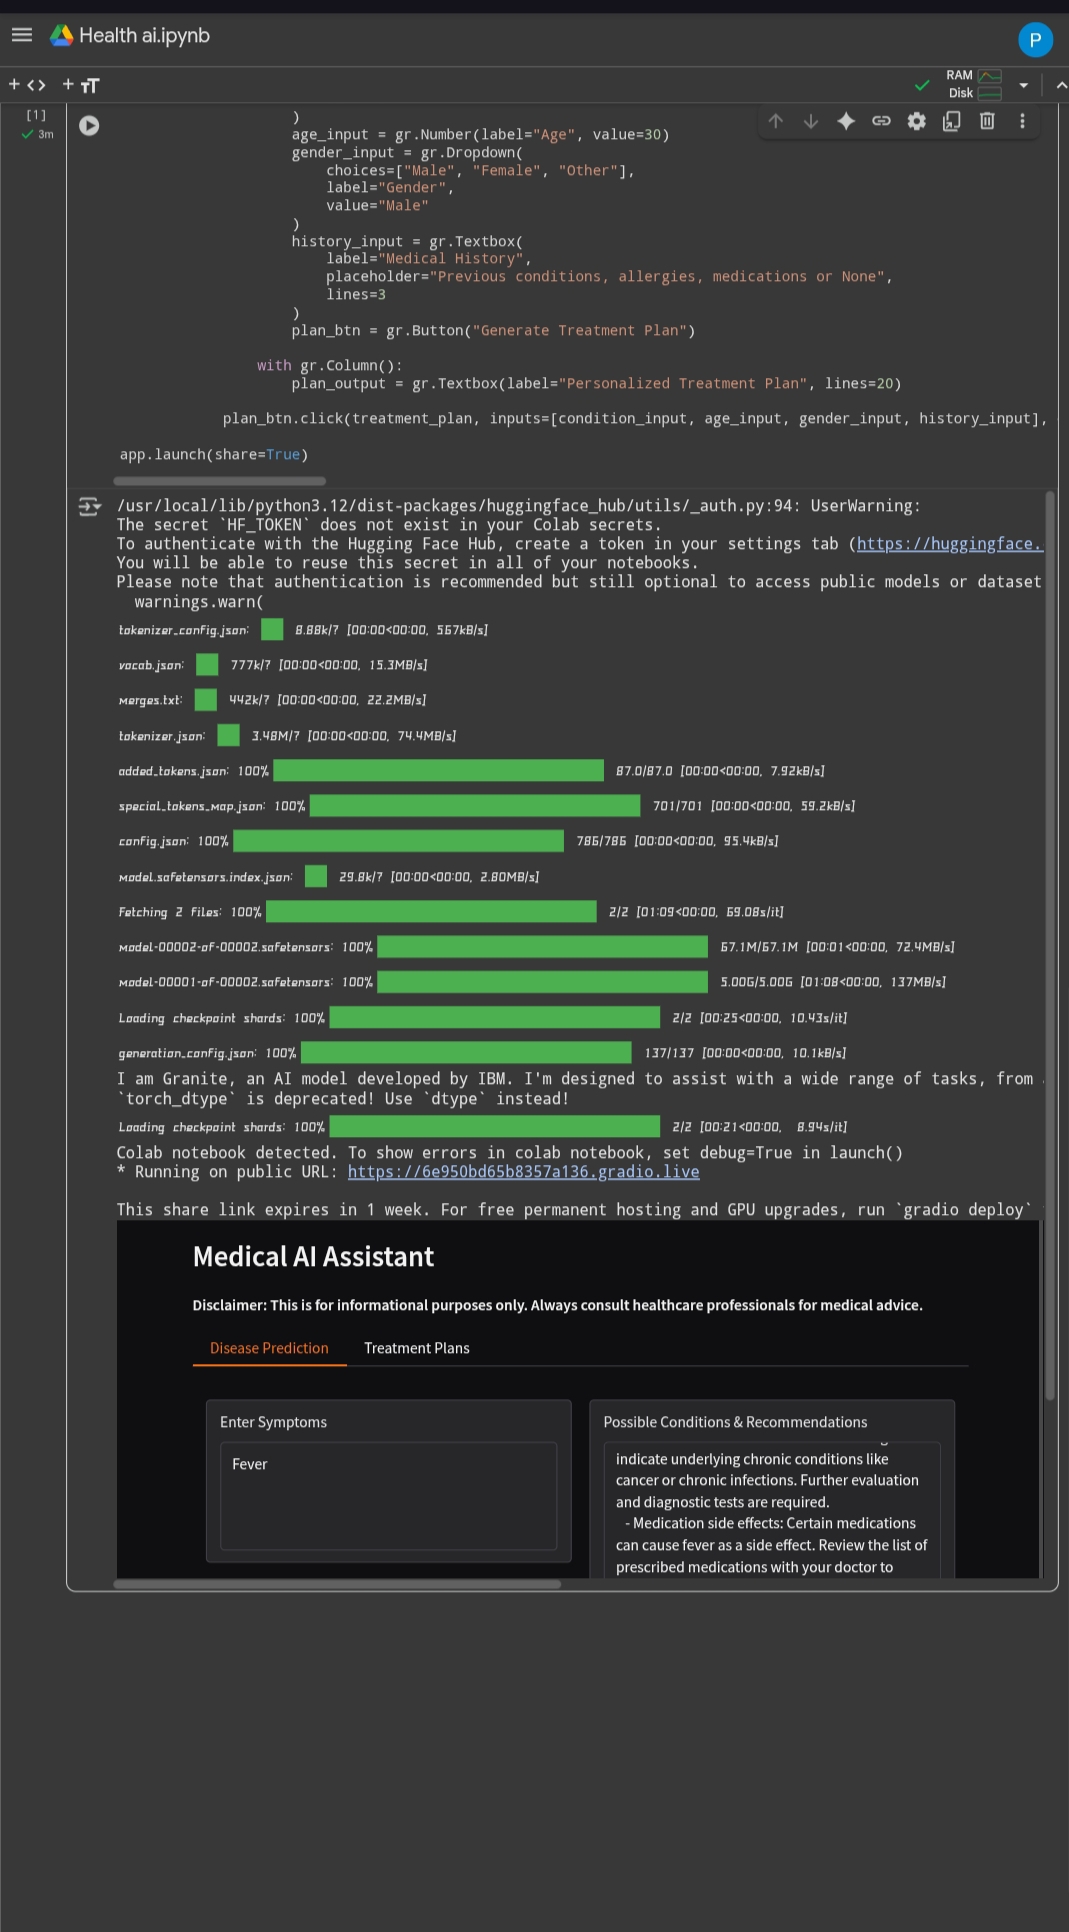 Health ai.ipynb
P
+ <> + TT
RAM
Disk
[1]
3m
)
age_input = gr.Number(label="Age", value=30)
gender_input = gr.Dropdown(
choices=["Male", "Female", "Other"],
label="Gender",
value="Male"
)
history_input = gr.Textbox(
label="Medical History",
placeholder="Previous conditions, allergies, medications or None",
lines=3
)
plan_btn = gr.Button("Generate Treatment Plan")
with gr.Column():
plan_output = gr.Textbox(label="Personalized Treatment Plan", lines=20)
plan_btn.click(treatment_plan, inputs=[condition_input, age_input, gender_input, history_input],
app.launch(share=True)
/usr/local/lib/python3.12/dist-packages/huggingface_hub/utils/_auth.py:94: UserWarning:
The secret `HF_TOKEN` does not exist in your Colab secrets.
To authenticate with the Hugging Face Hub, create a token in your settings tab (https://huggingface.
You will be able to reuse this secret in all of your notebooks.
Please note that authentication is recommended but still optional to access public models or dataset
warnings.warn(
tokenizer_config.json: 8.88k/? [00:00<00:00, 567kB/s]
vocab.json: 777k/? [00:00<00:00, 15.3MB/s]
merges.txt: 442k/? [00:00<00:00, 22.2MB/s]
tokenizer.json: 3.48M/? [00:00<00:00, 74.4MB/s]
added_tokens.json: 100% 87.0/87.0 [00:00<00:00, 7.92kB/s]
special_tokens_map.json: 100% 701/701 [00:00<00:00, 59.2kB/s]
config.json: 100% 786/786 [00:00<00:00, 95.4kB/s]
model.safetensors.index.json: 29.8k/? [00:00<00:00, 2.80MB/s]
Fetching 2 files: 100% 2/2 [01:09<00:00, 69.08s/it]
model-00002-of-00002.safetensors: 100% 67.1M/67.1M [00:01<00:00, 72.4MB/s]
model-00001-of-00002.safetensors: 100% 5.00G/5.00G [01:08<00:00, 137MB/s]
Loading checkpoint shards: 100% 2/2 [00:25<00:00, 10.43s/it]
generation_config.json: 100% 137/137 [00:00<00:00, 10.1kB/s]
I am Granite, an AI model developed by IBM. I'm designed to assist with a wide range of tasks, from
`torch_dtype` is deprecated! Use `dtype` instead!
Loading checkpoint shards: 100% 2/2 [00:21<00:00, 8.94s/it]
Colab notebook detected. To show errors in colab notebook, set debug=True in launch()
* Running on public URL: https://6e950bd65b8357a136.gradio.live
This share link expires in 1 week. For free permanent hosting and GPU upgrades, run `gradio deploy`
Medical AI Assistant
Disclaimer: This is for informational purposes only. Always consult healthcare professionals for medical advice.
Disease Prediction Treatment Plans
Enter Symptoms
Fever
Possible Conditions & Recommendations
indicate underlying chronic conditions like
cancer or chronic infections. Further evaluation
and diagnostic tests are required.
- Medication side effects: Certain medications
can cause fever as a side effect. Review the list of
prescribed medications with your doctor to